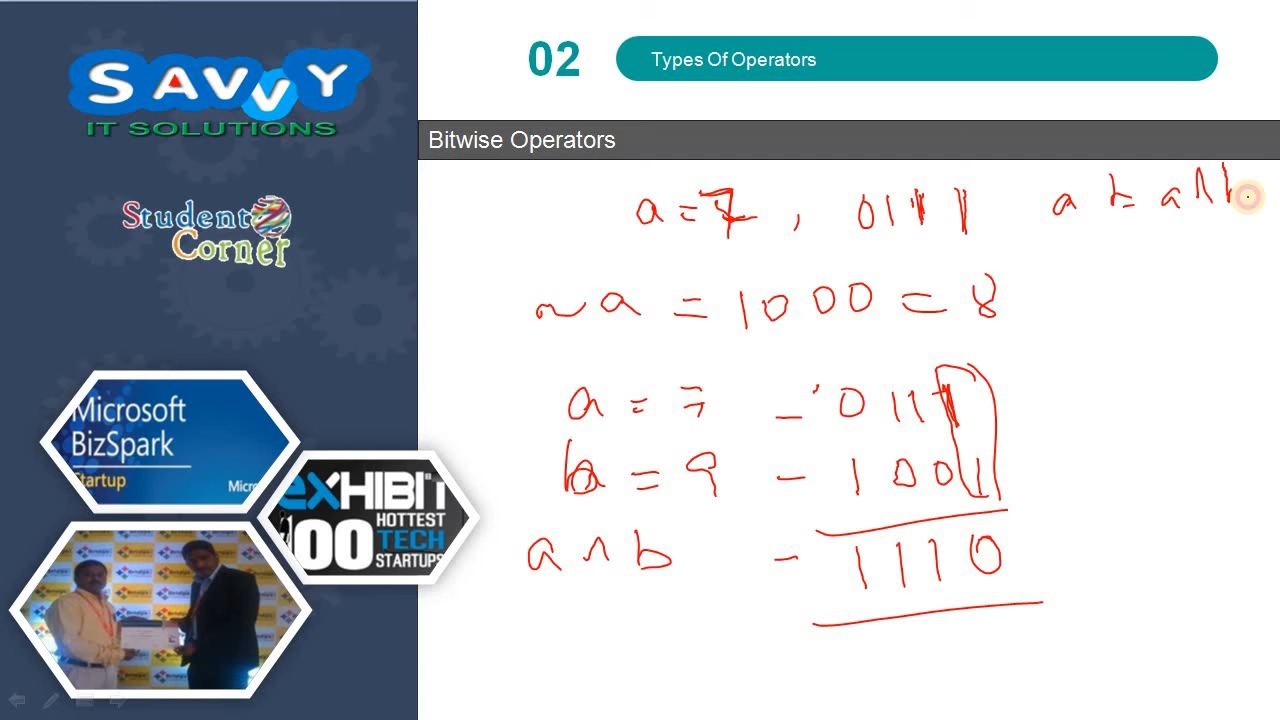 SAVVY
IT SOLUTIONS
Student
Corner
Microsoft
BizSpark
Startup
Micros
eXHIBIT
100 HOTTEST
TECH
STARTUPS
02 Types Of Operators
Bitwise Operators
a = 7 , 0111 a b a ^ b
~ a = 1000 = 8
a = 7 - 0111
b = 9 - 1001
a ^ b - 1110